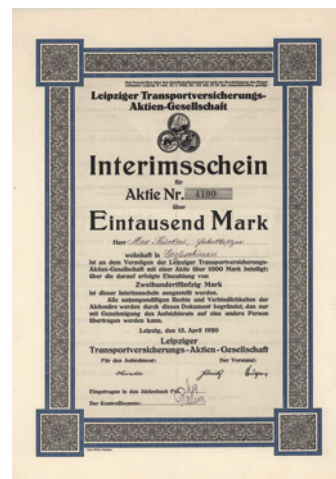 Leipziger Transportversicherungs-
Aktien-Gesellschaft
Interimsschein
für
Aktie Nr. 4100
über
Eintausend Mark
Herr Max
wohnhaft in
ist an dem Vermögen der Leipziger Transportversicherungs-
Aktien-Gesellschaft mit einer Aktie über 1000 Mark beteiligt;
über die darauf erfolgte Einzahlung von
Zweihundertfünfzig Mark
ist dieser Interimsschein ausgestellt worden.
Alle satzungsmäßigen Rechte und Verbindlichkeiten der
Aktionäre werden durch dieses Dokument begründet, das nur
mit Genehmigung des Aufsichtsrats auf eine andere Person
übertragen werden kann.
Leipzig, den 15. April 1920
Leipziger
Transportversicherungs-Aktien-Gesellschaft
Für den Aufsichtsrat: Der Vorstand:
Eingetragen in den Aktienbuch
Der Kontrollbeamte: